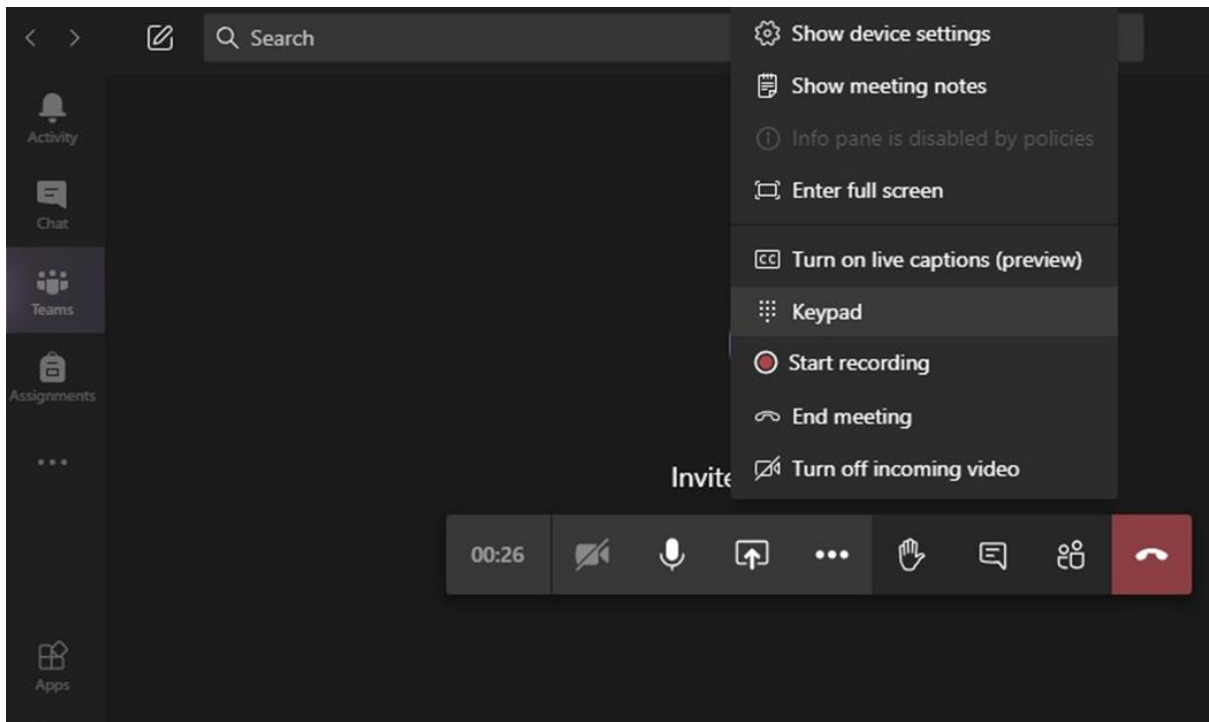 Search
Show device settings
Show meeting notes
Info pane is disabled by policies
Enter full screen
Turn on live captions (preview)
Keypad
Start recording
End meeting
Turn off incoming video
Activity
Chat
Teams
Assignments
Apps
Invite
00:26